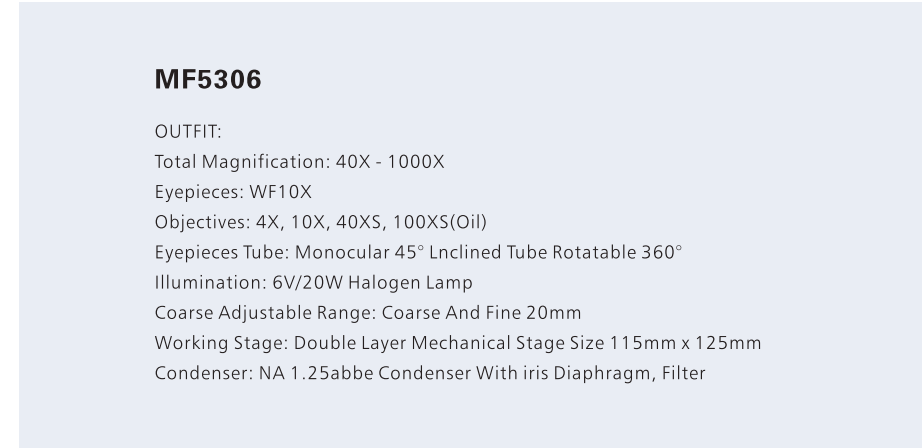 MF5306
OUTFIT:
Total Magnification: 40X - 1000X
Eyepieces: WF10X
Objectives: 4X, 10X, 40XS, 100XS(Oil)
Eyepieces Tube: Monocular 45° Lnclined Tube Rotatable 360°
Illumination: 6V/20W Halogen Lamp
Coarse Adjustable Range: Coarse And Fine 20mm
Working Stage: Double Layer Mechanical Stage Size 115mm x 125mm
Condenser: NA 1.25abbe Condenser With iris Diaphragm, Filter